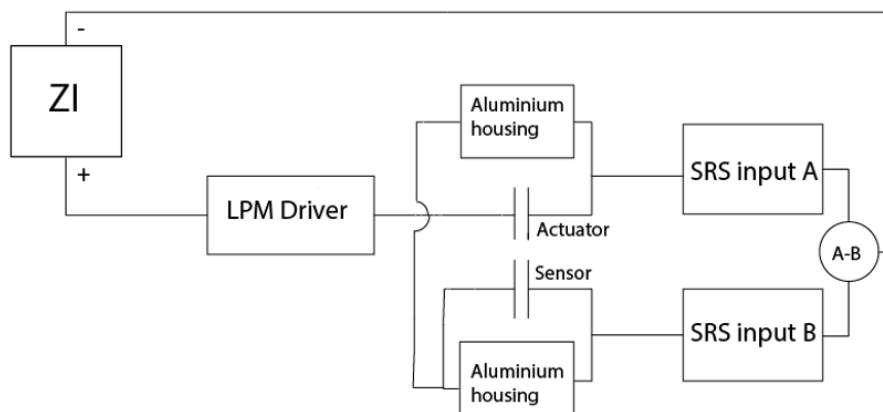 -
ZI
+
LPM Driver
Aluminium
housing
Actuator
Sensor
Aluminium
housing
SRS input A
A-B
SRS input B